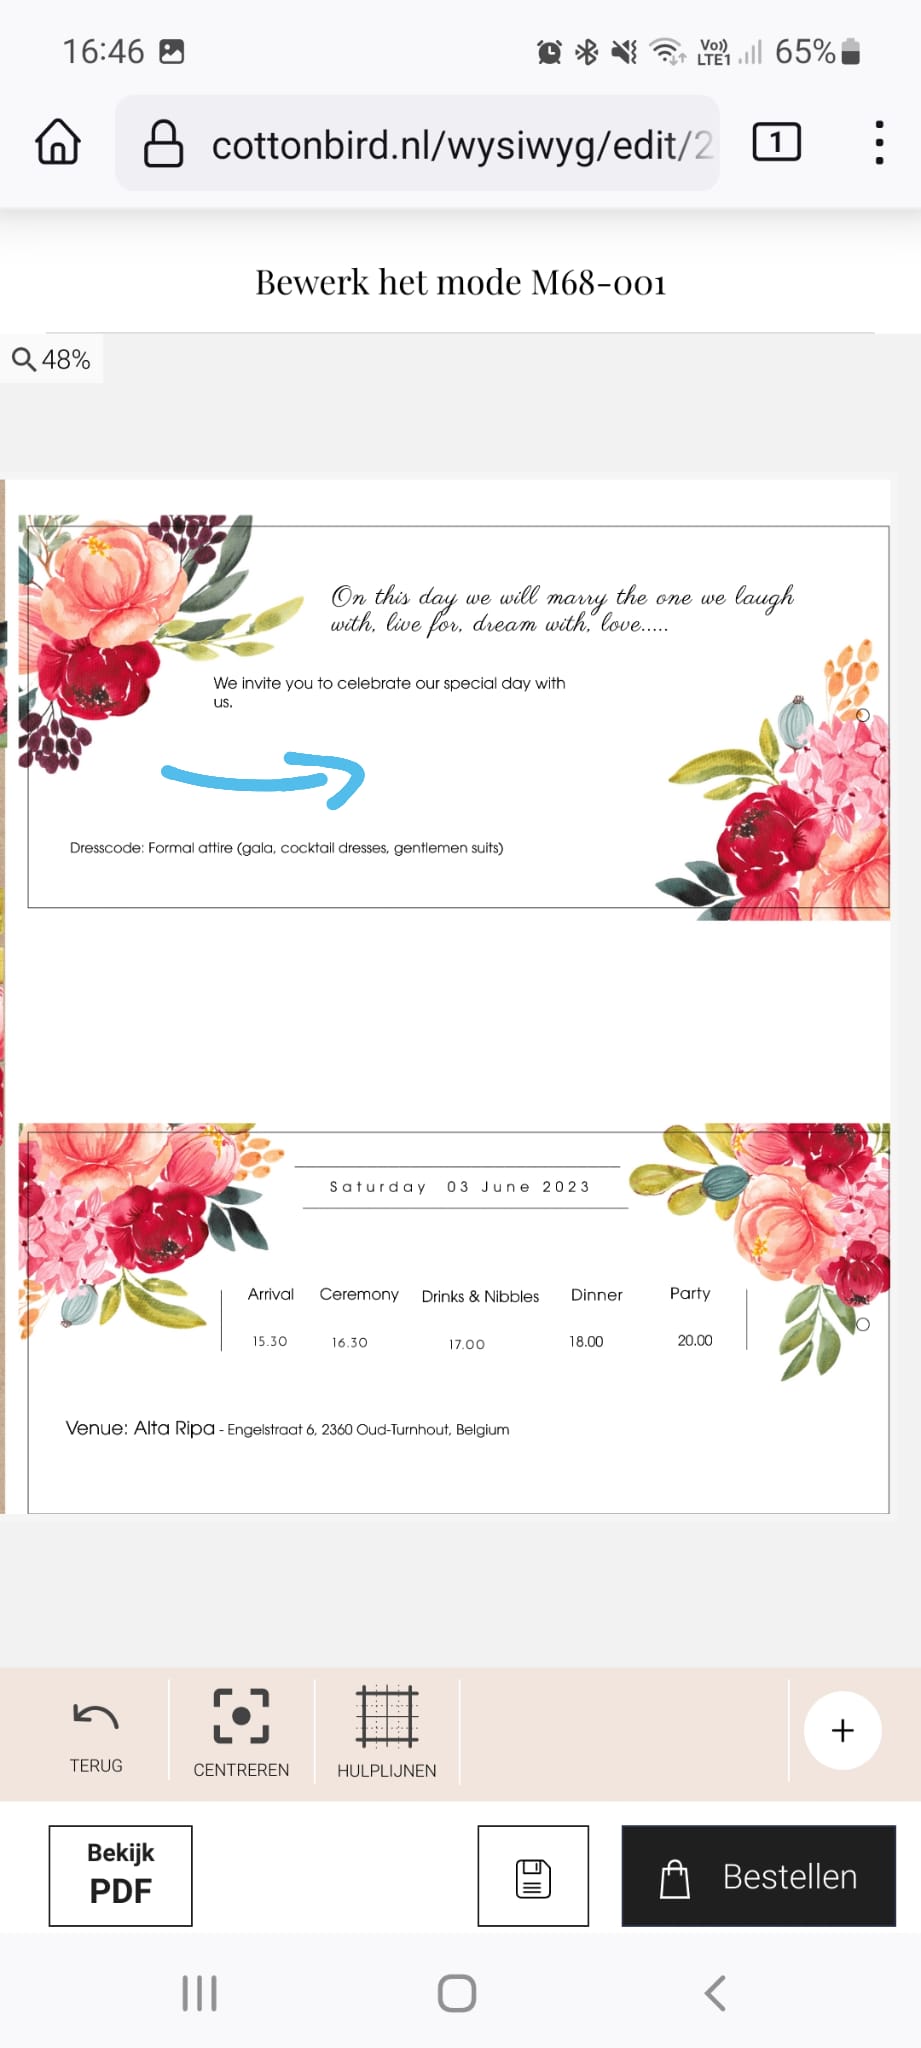 16:46
Vo))
LTE1
65%
cottonbird.nl/wysiwyg/edit/2
1
Bewerk het mode M68-001
48%
On this day we will marry the one we laugh
with, live for, dream with, love.....
We invite you to celebrate our special day with
us.
Dresscode: Formal attire (gala, cocktail dresses, gentlemen suits)
Saturday 03 June 2023
Arrival Ceremony Drinks & Nibbles Dinner Party
15.30 16.30 17.00 18.00 20.00
Venue: Alta Ripa - Engelstraat 6, 2360 Oud-Turnhout, Belgium
TERUG
CENTREREN
HULPLIJNEN
+
Bekijk
PDF
Bestellen